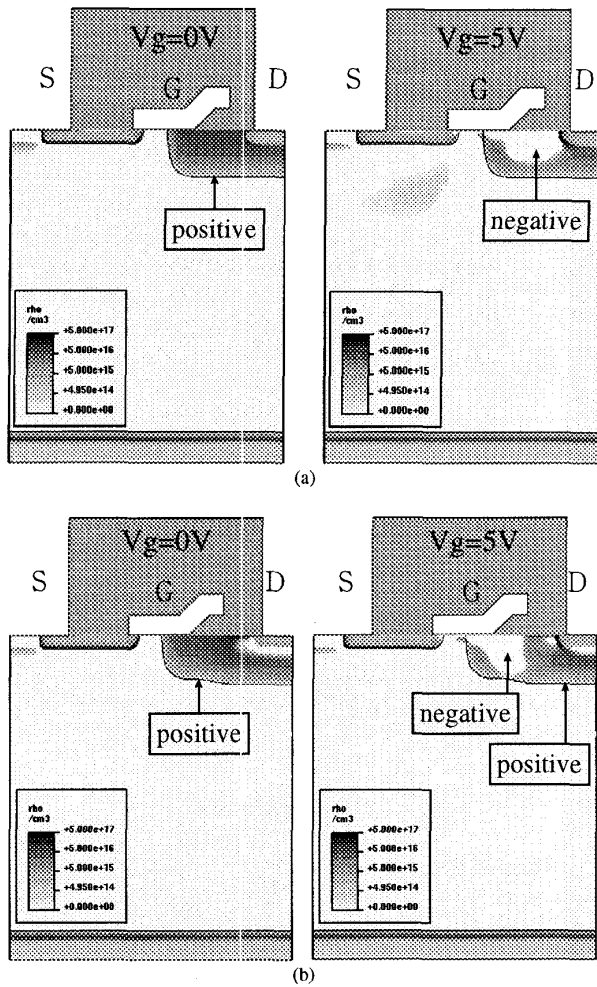 Vg=0V
Vg=5V
S
G
D
S
G
D
positive
negative
rho
/cm3
+5.000e+17
+5.000e+16
+5.000e+15
+4.950e+14
+0.000e+00
rho
/cm3
+5.000e+17
+5.000e+16
+5.000e+15
+4.950e+14
+0.000e+00
(a)
Vg=0V
Vg=5V
S
G
D
S
G
D
positive
negative
positive
rho
/cm3
+5.000e+17
+5.000e+16
+5.000e+15
+4.950e+14
+0.000e+00
rho
/cm3
+5.000e+17
+5.000e+16
+5.000e+15
+4.950e+14
+0.000e+00
(b)